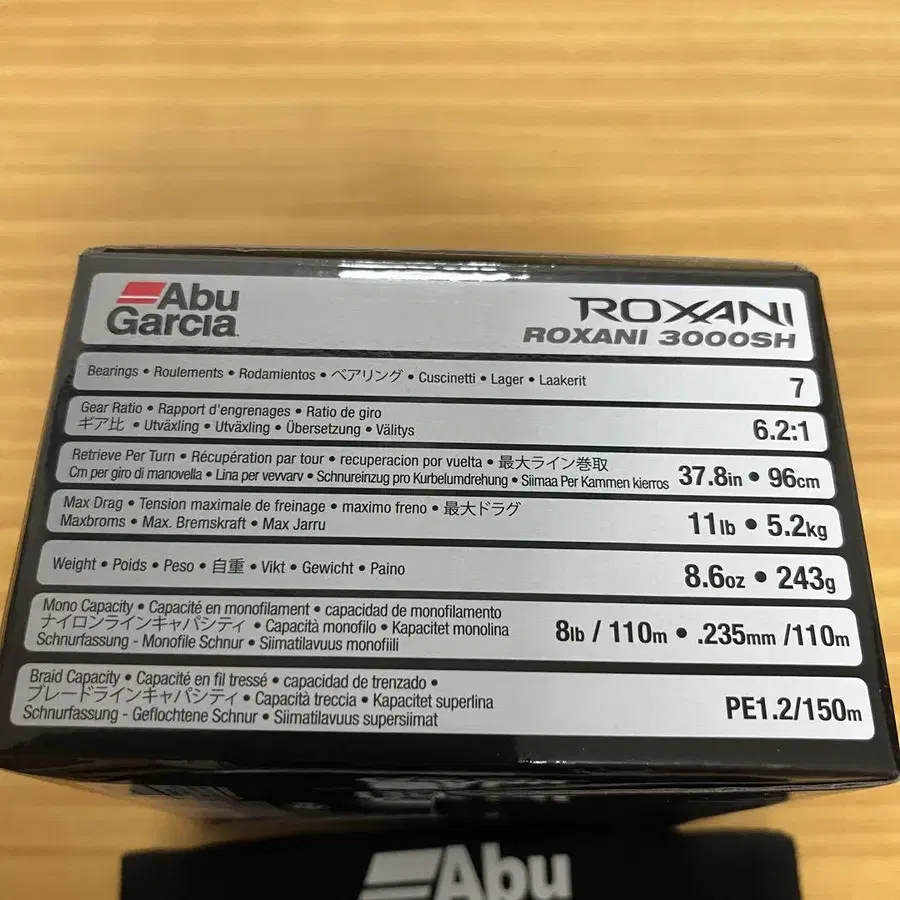 Abu
Garcia
ROXANI
ROXANI 3000SH
Bearings • Roulements • Rodamientos • ベアリング • Cuscinetti • Lager • Laakerit
7
Gear Ratio • Rapport d'engrenages • Ratio de giro
ギア比 • Utväxling • Utväxling • Übersetzung • Välitys
6.2:1
Retrieve Per Turn • Récupération par tour • recuperacion por vuelta • 最大ライン巻取
Cm per giro di manovella • Lina per vevvarv • Schnureinzug pro Kurbelumdrehung • Siimaa Per Kammen kierros
37.8in • 96cm
Max Drag • Tension maximale de freinage • maximo freno • 最大ドラグ
Maxbroms • Max. Bremskraft • Max Jarru
11lb • 5.2kg
Weight • Poids • Peso • 自重 • Vikt • Gewicht • Paino
8.6oz • 243g
Mono Capacity • Capacité en monofilament • capacidad de monofilamento
ナイロンラインキャパシティ • Capacità monofilo • Kapacitet monolina
Schnurfassung - Monofile Schnur • Siimatilavuus monofiili
8lb / 110m • .235mm /110m
Braid Capacity • Capacité en fil tressé • capacidad de trenzado •
ブレードラインキャパシティ • Capacità treccia • Kapacitet superlina
Schnurfassung - Geflochtene Schnur • Siimatilavuus supersiimat
PE1.2/150m
Abu